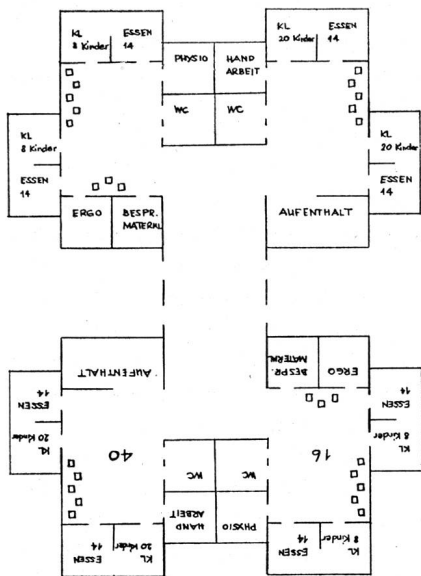 KL
8 Kinder
ESSEN
14
PHYSIO
HAND
ARBEIT
KL
20 Kinder
ESSEN
14
WC
WC
KL
8 Kinder
ESSEN
14
KL
20 Kinder
ESSEN
14
ERGO
BESPR.
MATERKL
AUFENTHALT
AUFENTHALT
BESPR.
MATERKL
ERGO
ESSEN
14
KL
20 Kinder
40
WC
WC
16
ESSEN
14
KL
8 Kinder
HAND
ARBEIT
PHYSIO
ESSEN
14
KL
20 Kinder
ESSEN
14
KL
8 Kinder